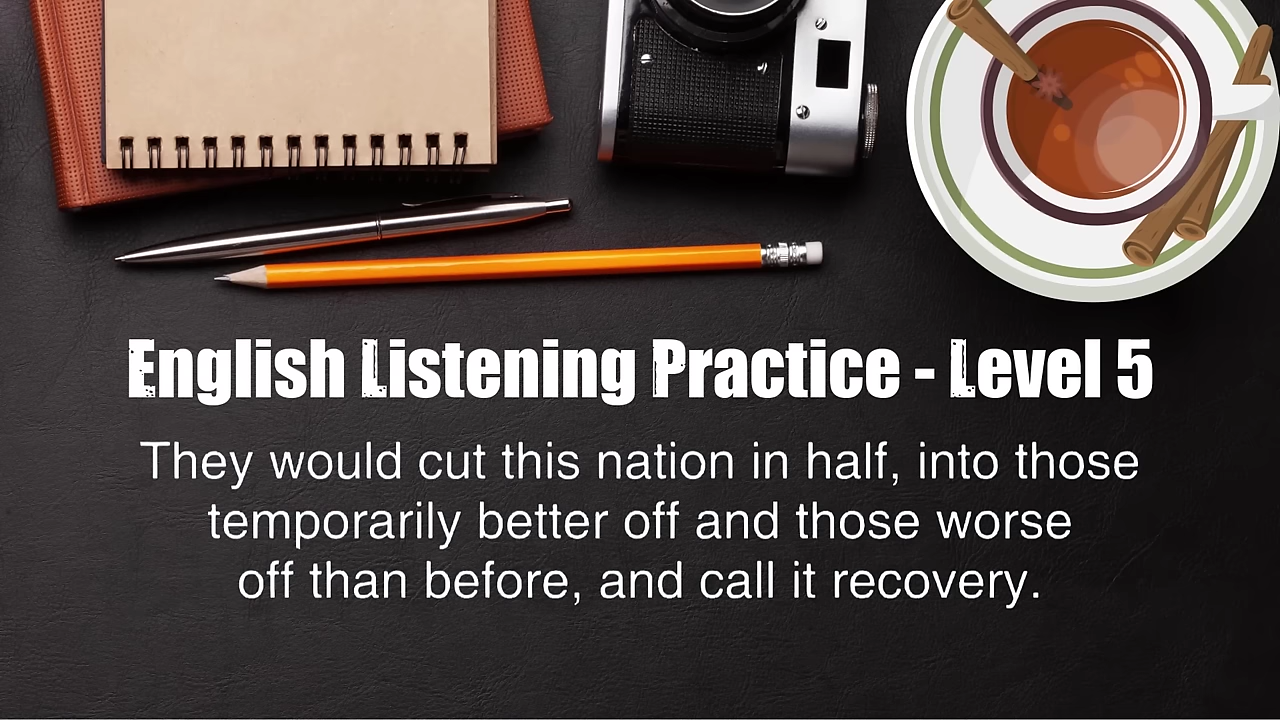 English Listening Practice - Level 5
They would cut this nation in half, into those
temporarily better off and those worse
off than before, and call it recovery.